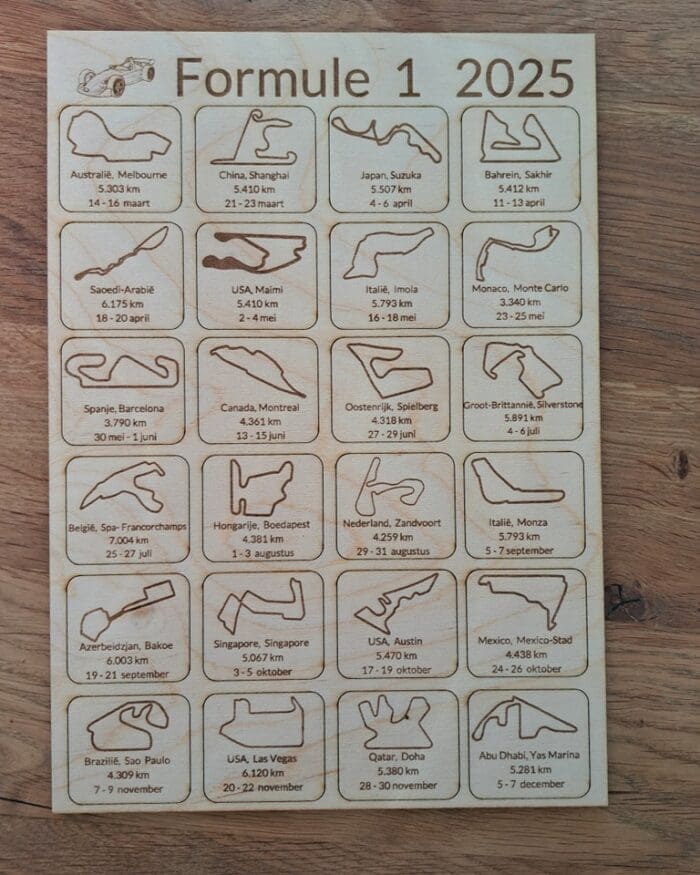 Formule 1 2025
Australië, Melbourne
5.303 km
14 - 16 maart
China, Shanghai
5.410 km
21 - 23 maart
Japan, Suzuka
5.507 km
4 - 6 april
Bahrein, Sakhir
5.412 km
11 - 13 april
Saoedi-Arabië
6.175 km
18 - 20 april
USA, Maimi
5.410 km
2 - 4 mei
Italië, Imola
5.793 km
16 - 18 mei
Monaco, Monte Carlo
3.340 km
23 - 25 mei
Spanje, Barcelona
3.790 km
30 mei - 1 juni
Canada, Montreal
4.361 km
13 - 15 juni
Oostenrijk, Spielberg
4.318 km
27 - 29 juni
Groot-Brittannië, Silverstone
5.891 km
4 - 6 juli
België, Spa- Francorchamps
7.004 km
25 - 27 juli
Hongarije, Boedapest
4.381 km
1 - 3 augustus
Nederland, Zandvoort
4.259 km
29 - 31 augustus
Italië, Monza
5.793 km
5 - 7 september
Azerbeidzjan, Bakoe
6.003 km
19 - 21 september
Singapore, Singapore
5.067 km
3 - 5 oktober
USA, Austin
5.470 km
17 - 19 oktober
Mexico, Mexico-Stad
4.438 km
24 - 26 oktober
Brazilië, Sao Paulo
4.309 km
7 - 9 november
USA, Las Vegas
6.120 km
20 - 22 november
Qatar, Doha
5.380 km
28 - 30 november
Abu Dhabi, Yas Marina
5.281 km
5 - 7 december